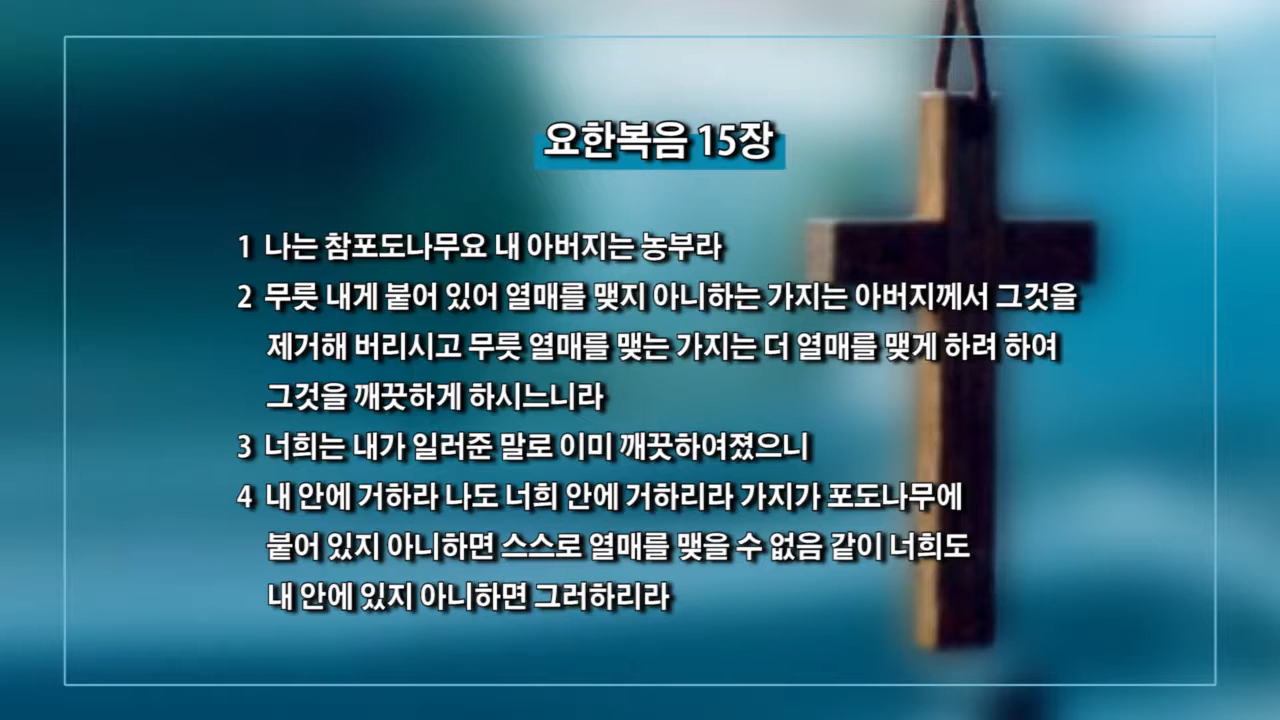 요한복음 15장
1 나는 참포도나무요 내 아버지는 농부라
2 무릇 내게 붙어 있어 열매를 맺지 아니하는 가지는 아버지께서 그것을
제거해 버리시고 무릇 열매를 맺는 가지는 더 열매를 맺게 하려 하여
그것을 깨끗하게 하시느니라
3 너희는 내가 일러준 말로 이미 깨끗하여졌으니
4 내 안에 거하라 나도 너희 안에 거하리라 가지가 포도나무에
붙어 있지 아니하면 스스로 열매를 맺을 수 없음 같이 너희도
내 안에 있지 아니하면 그러하리라